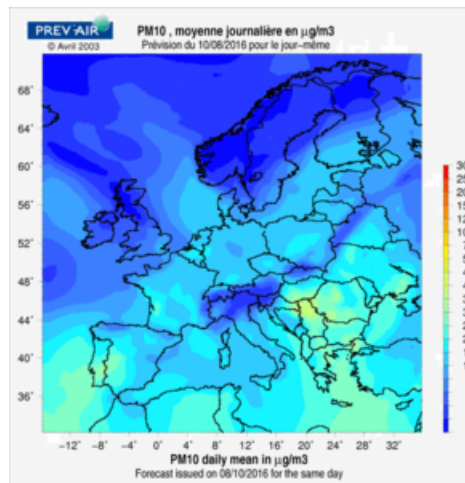 PREV'AIR
© Avril 2003
PM10 , moyenne journalière en µg/m3
Prévision du 10/08/2016 pour le jour-même
68°
64°
60°
56°
52°
48°
44°
40°
36°
−12° −8° −4° 0° 4° 8° 12° 16° 20° 24° 28° 32°
PM10 daily mean in µg/m3
Forecast issued on 08/10/2016 for the same day